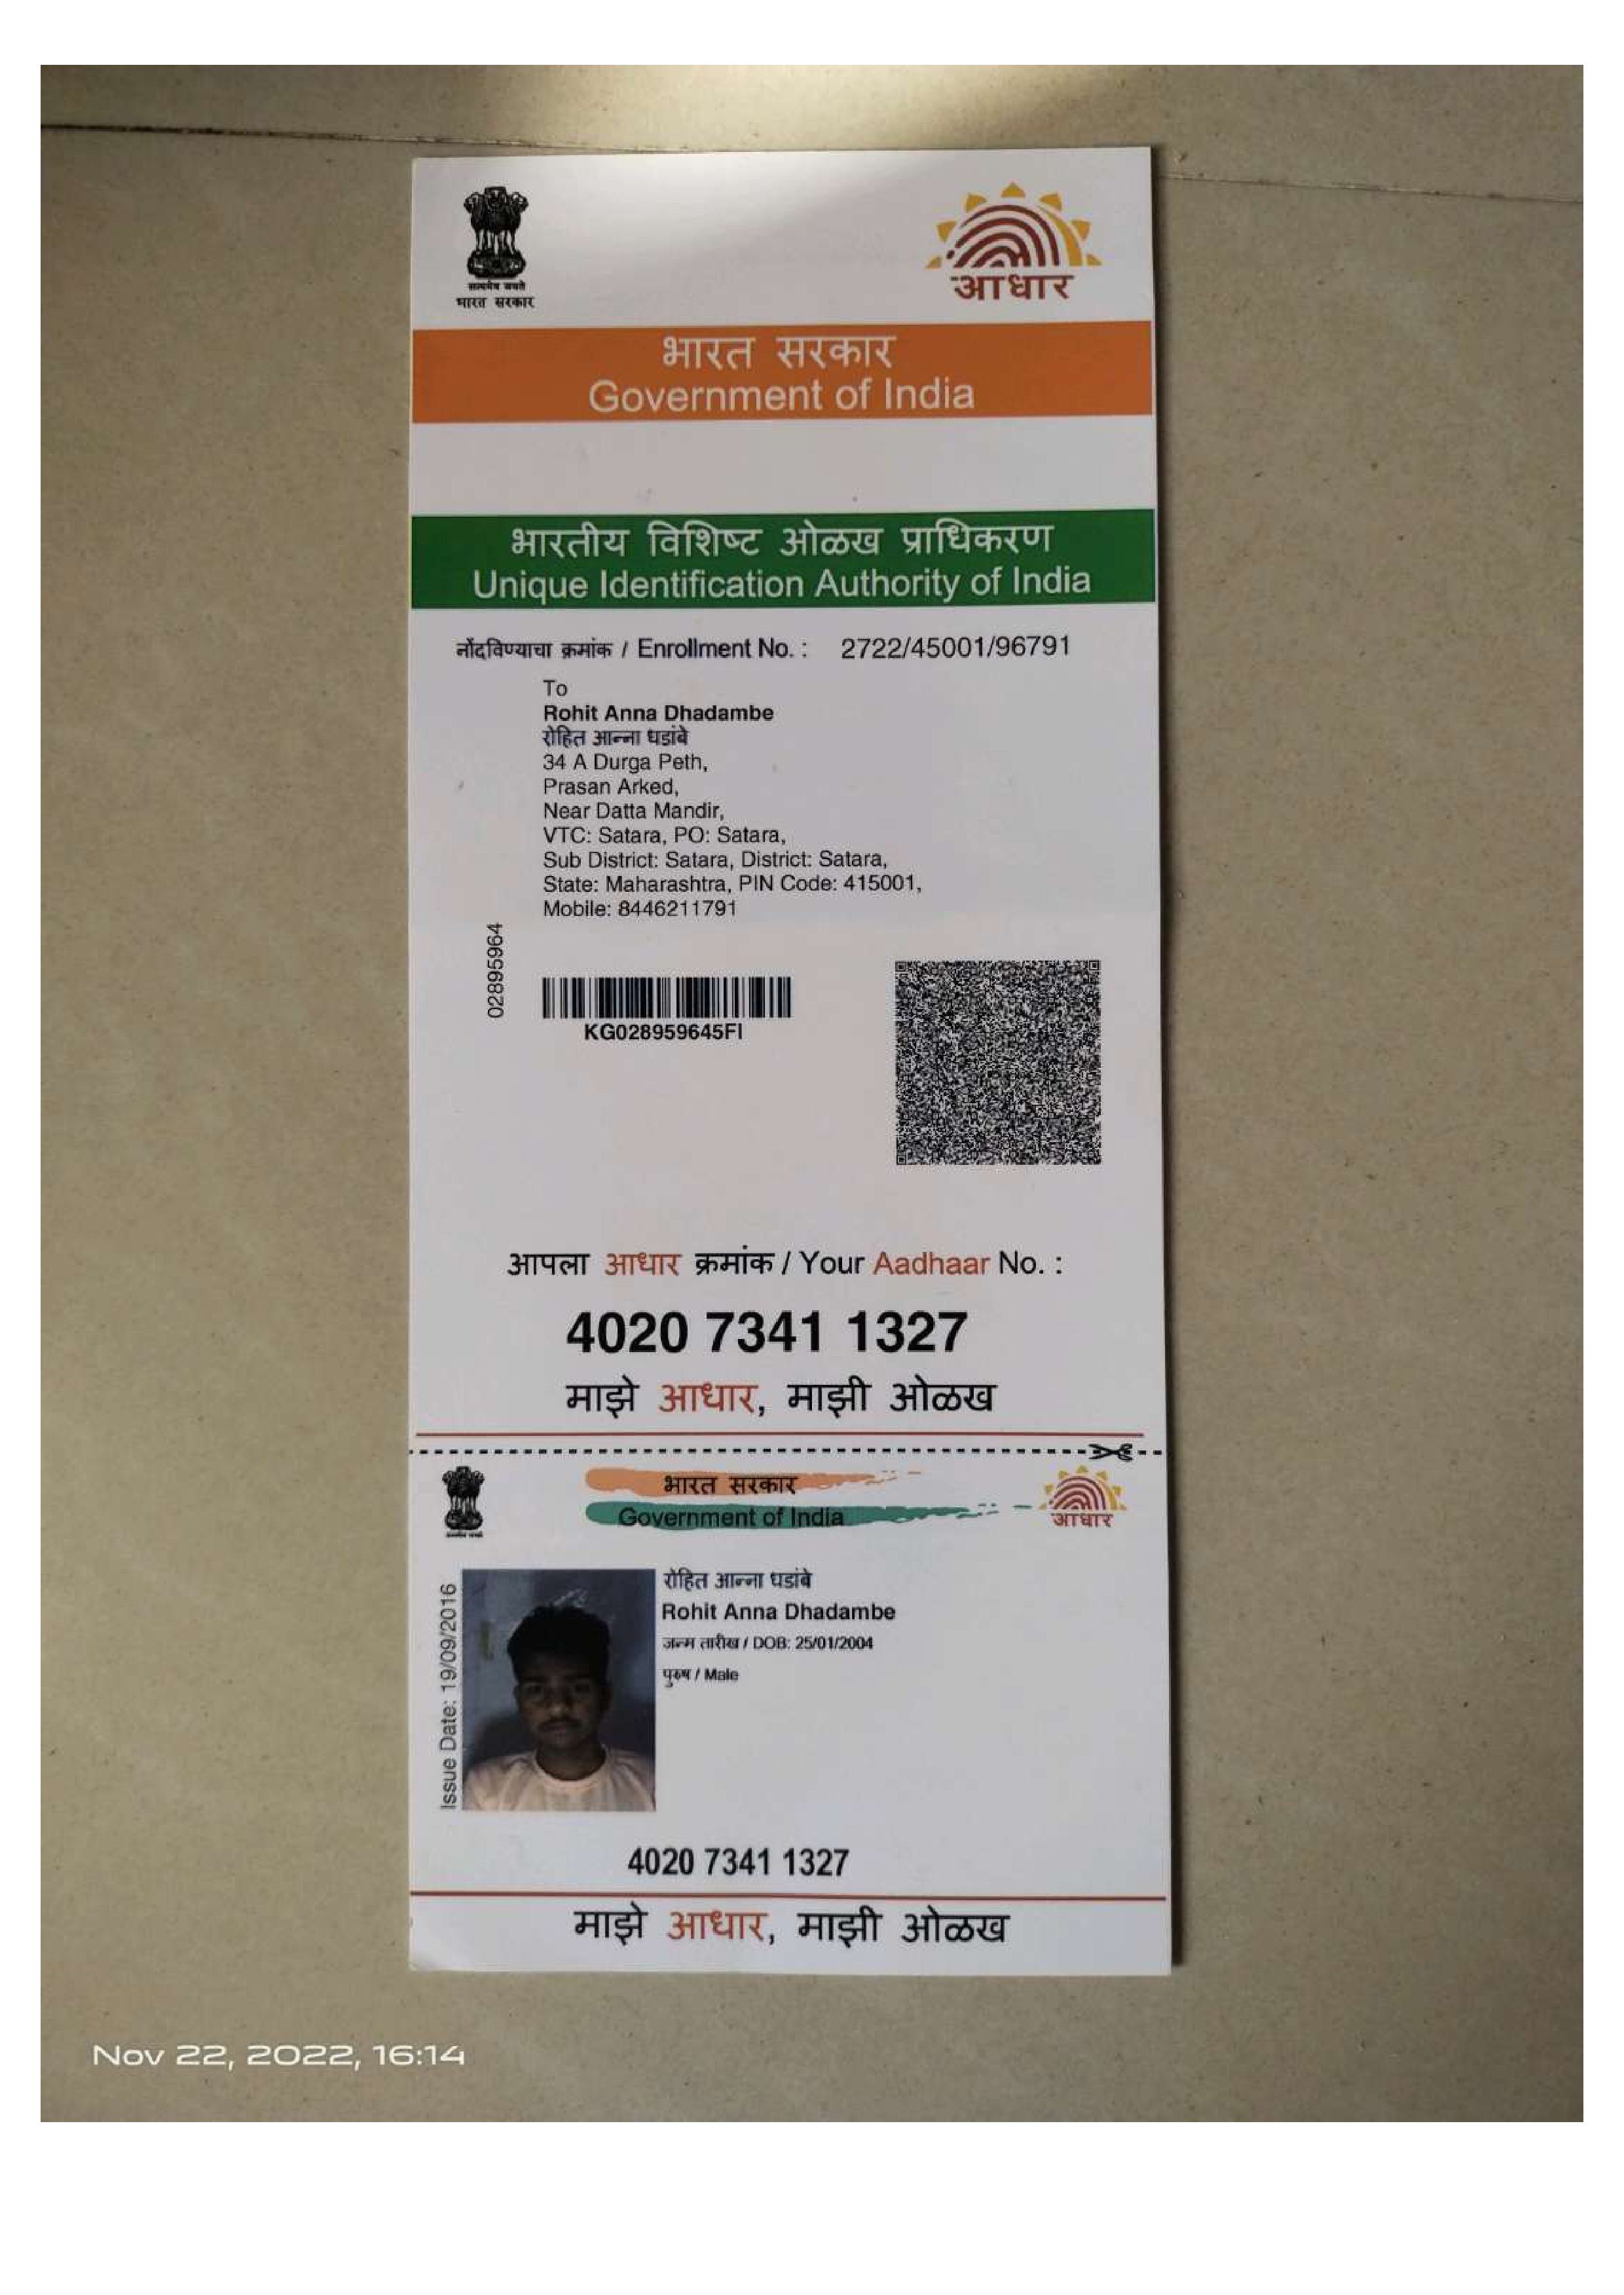 सत्यमेव जयते
भारत सरकार
आधार
भारत सरकार
Government of India
भारतीय विशिष्ट ओळख प्राधिकरण
Unique Identification Authority of India
नोंदविण्याचा क्रमांक / Enrollment No. : 2722/45001/96791
To
Rohit Anna Dhadambe
रोहित आन्ना धडांबे
34 A Durga Peth,
Prasan Arked,
Near Datta Mandir,
VTC: Satara, PO: Satara,
Sub District: Satara, District: Satara,
State: Maharashtra, PIN Code: 415001,
Mobile: 8446211791
02895964
KG028959645FI
आपला आधार क्रमांक / Your Aadhaar No. :
4020 7341 1327
माझे आधार, माझी ओळख
भारत सरकार
Government of India
आधार
Issue Date: 19/09/2016
रोहित आन्ना धडांबे
Rohit Anna Dhadambe
जन्म तारीख / DOB: 25/01/2004
पुरुष / Male
4020 7341 1327
माझे आधार, माझी ओळख
Nov 22, 2022, 16:14